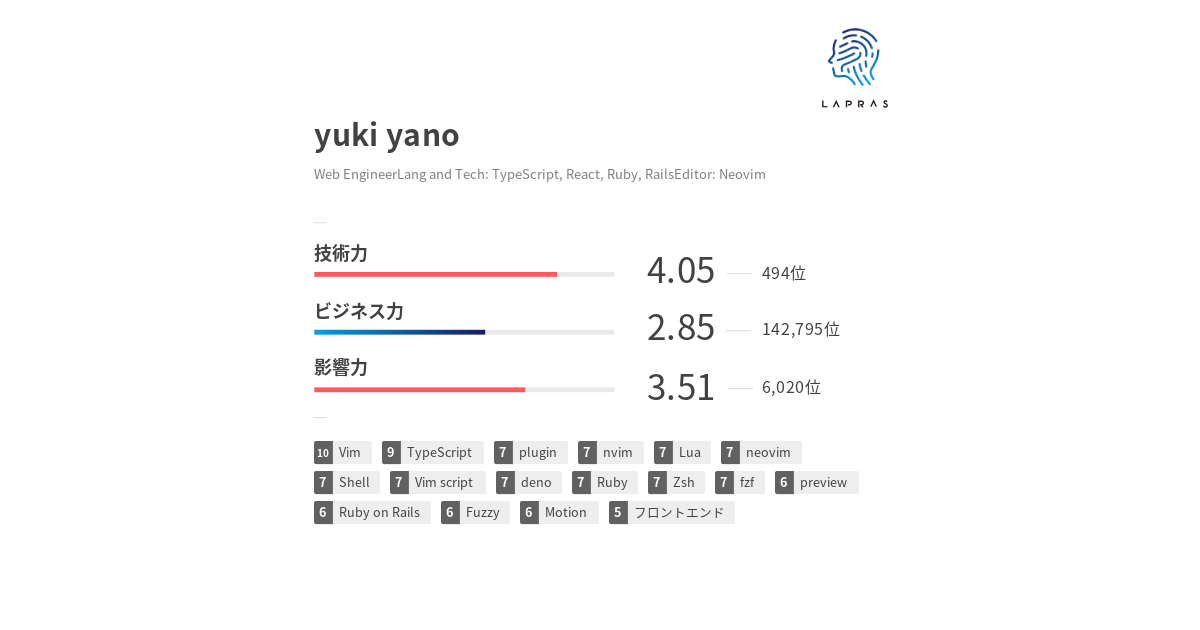 LAPRAS
yuki yano
Web EngineerLang and Tech: TypeScript, React, Ruby, RailsEditor: Neovim
技術力 4.05 494位
ビジネス力 2.85 142,795位
影響力 3.51 6,020位
10 Vim 9 TypeScript 7 plugin 7 nvim 7 Lua 7 neovim
7 Shell 7 Vim script 7 deno 7 Ruby 7 Zsh 7 fzf 6 preview
6 Ruby on Rails 6 Fuzzy 6 Motion 5 フロントエンド